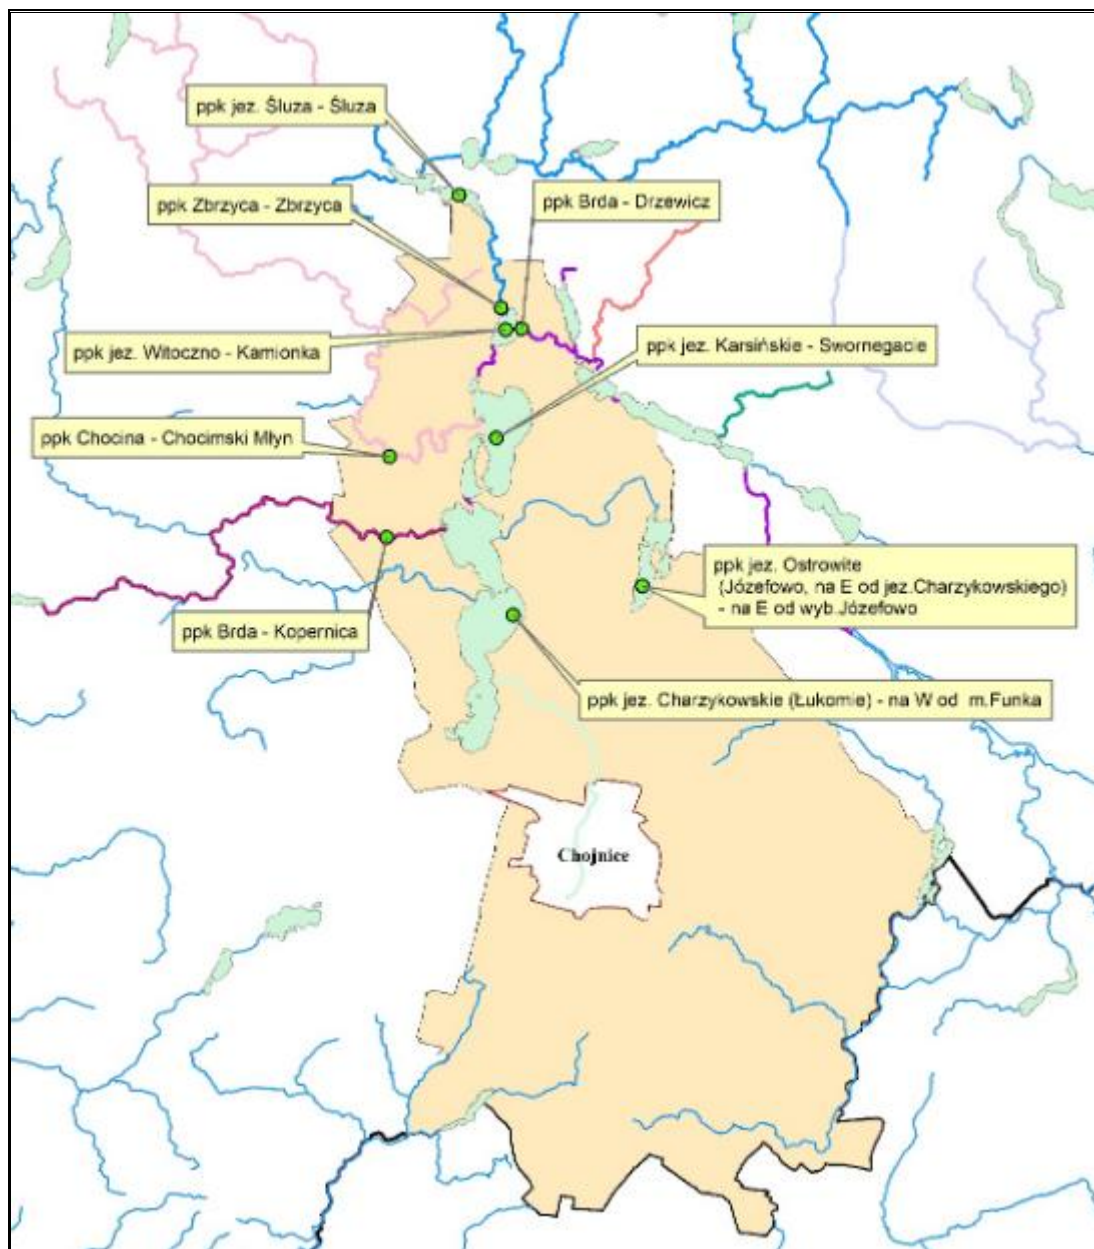 ppk jez. Śluza - Śluza
ppk Zbrzyca - Zbrzyca
ppk Brda - Drzewicz
ppk jez. Witoczno - Kamionka
ppk jez. Karsińskie - Swornegacie
ppk Chocina - Chocimski Młyn
ppk jez. Ostrowite
(Józefowo, na E od jez.Charzykowskiego)
- na E od wyb.Józefowo
ppk Brda - Kopernica
ppk jez. Charzykowskie (Łukomie) - na W od m.Funka
Chojnice